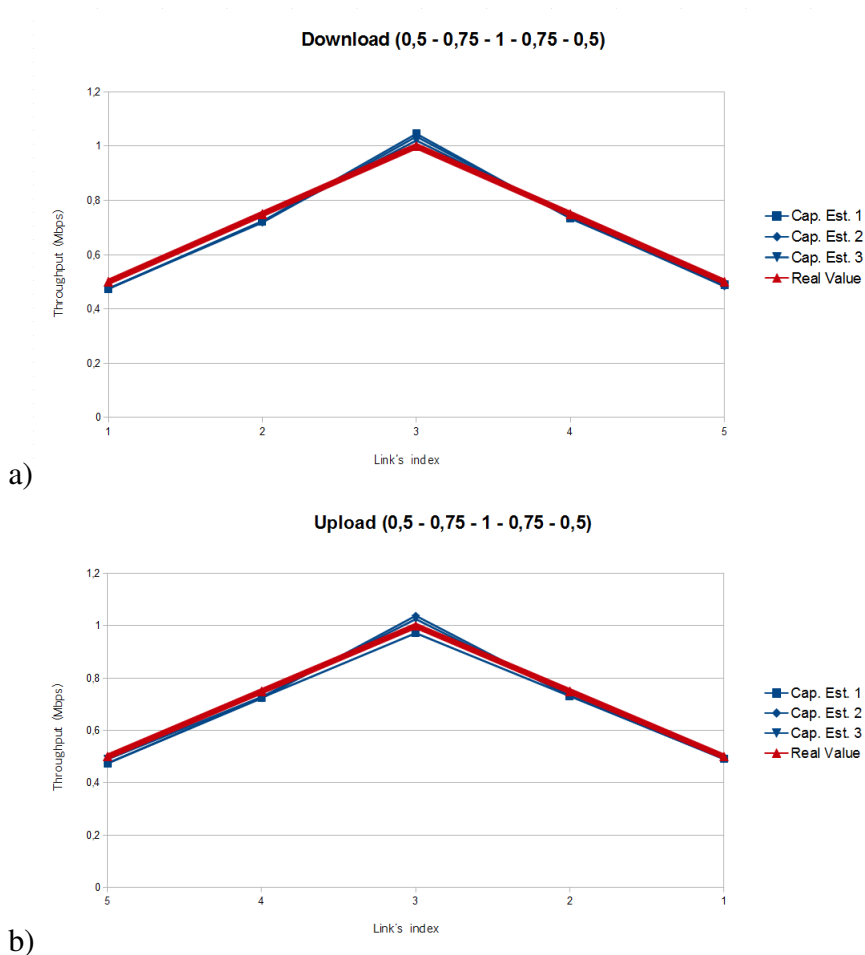 Download (0,5 - 0,75 - 1 - 0,75 - 0,5)
1,2
1
0,8
0,6
0,4
0,2
0
Throughput (Mbps)
1 2 3 4 5
Link's index
Cap. Est. 1
Cap. Est. 2
Cap. Est. 3
Real Value
a)
Upload (0,5 - 0,75 - 1 - 0,75 - 0,5)
1,2
1
0,8
0,6
0,4
0,2
0
Throughput (Mbps)
5 4 3 2 1
Link's index
Cap. Est. 1
Cap. Est. 2
Cap. Est. 3
Real Value
b)